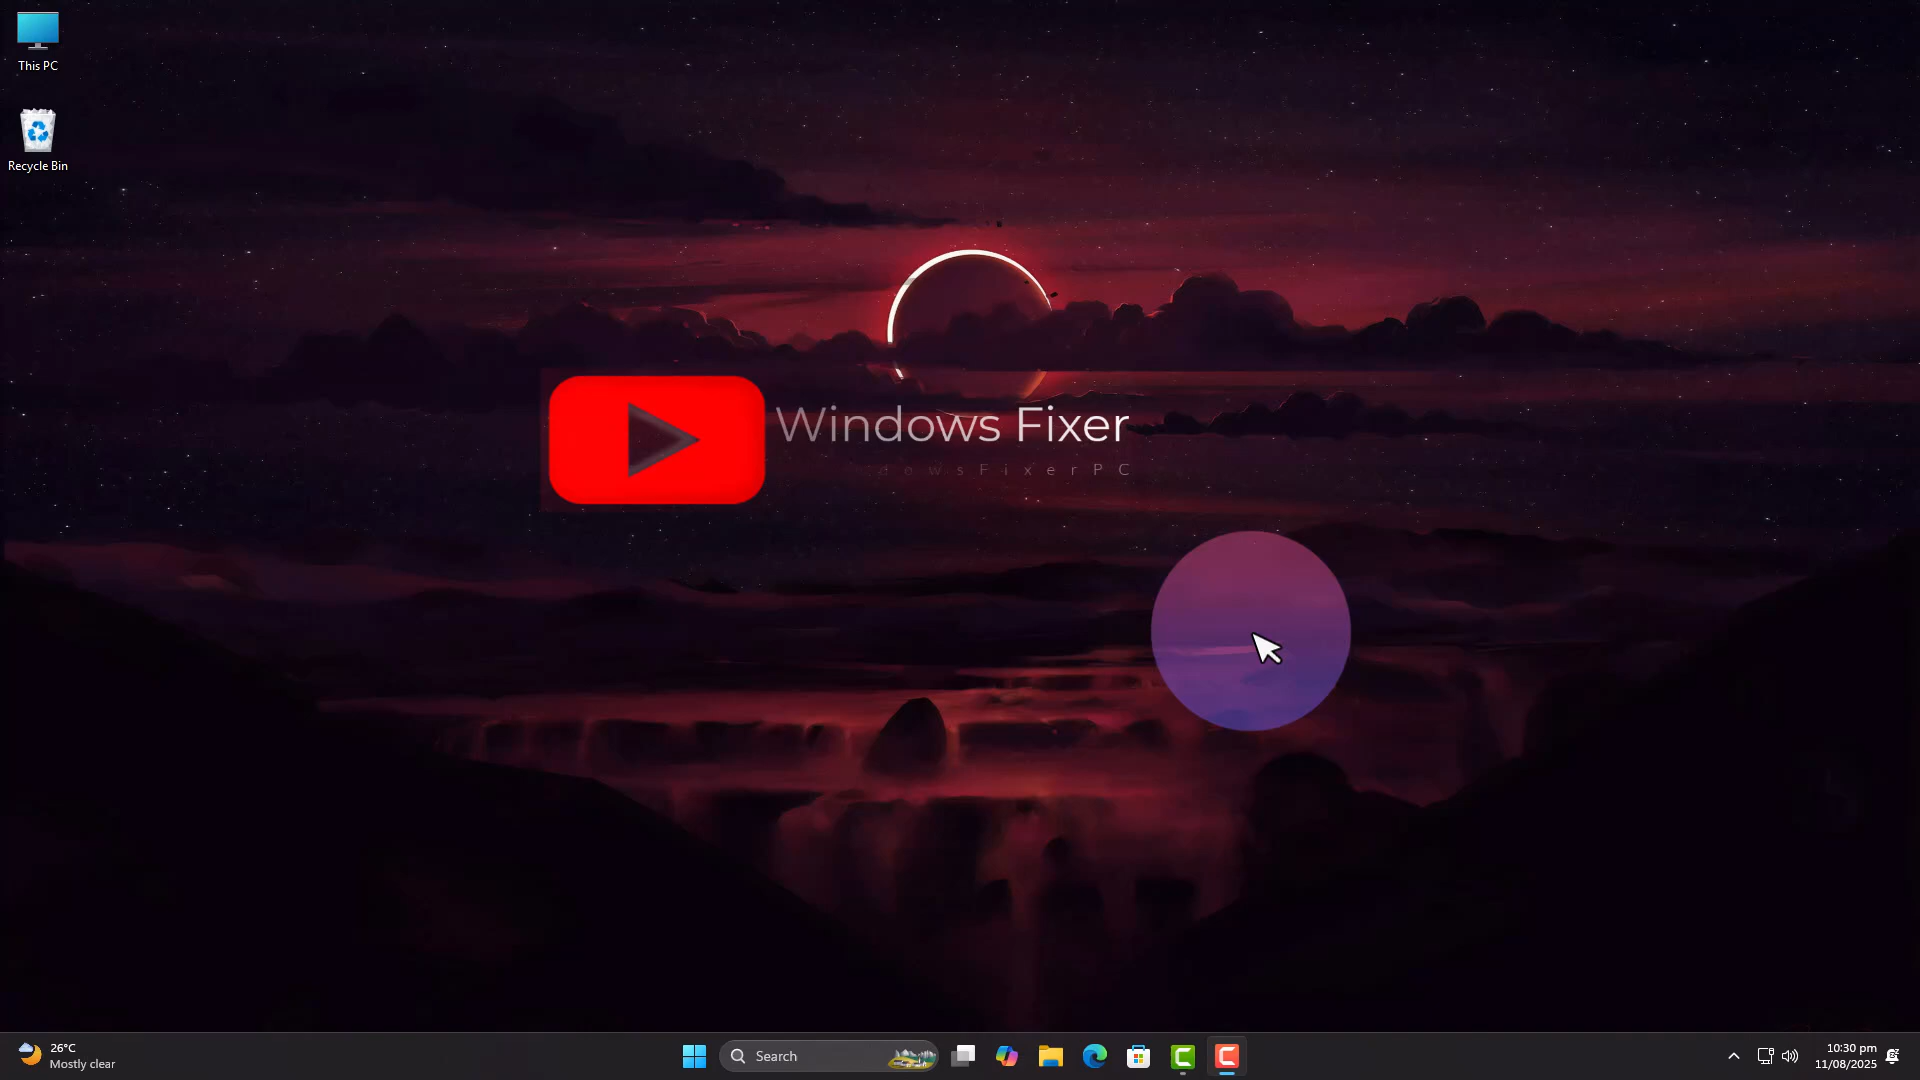 This PC
Recycle Bin
Windows Fixer
dowsFixerPC
26°C
Mostly clear
Search
10:30 pm
11/08/2025